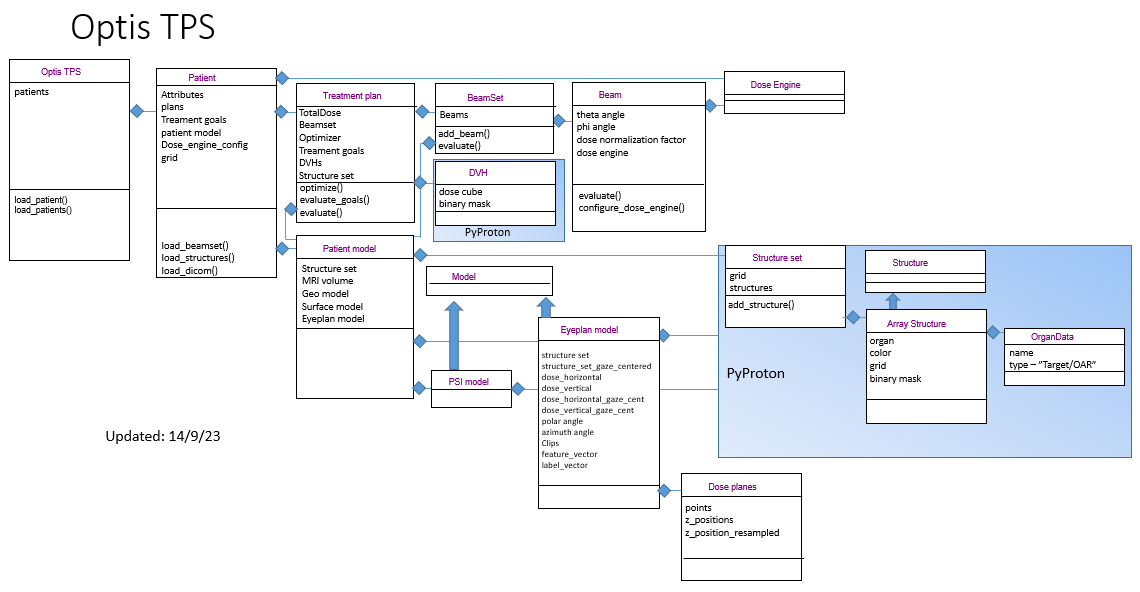 Optis TPS
Optis TPS
patients
load_patient()
load_patients()
Patient
Attributes
plans
Treament goals
patient model
Dose_engine_config
grid
load_beamset()
load_structures()
load_dicom()
Treatment plan
TotalDose
Beamset
Optimizer
Treament goals
DVHs
Structure set
optimize()
evaluate_goals()
evaluate()
BeamSet
Beams
add_beam()
evaluate()
DVH
dose cube
binary mask
PyProton
Beam
theta angle
phi angle
dose normalization factor
dose engine
evaluate()
configure_dose_engine()
Dose Engine
Patient model
Structure set
MRI volume
Geo model
Surface model
Eyeplan model
Model
PSI model
Eyeplan model
structure set
structure_set_gaze_centered
dose_horizontal
dose_vertical
dose_horizontal_gaze_cent
dose_vertical_gaze_cent
polar angle
azimuth angle
Clips
feature_vector
label_vector
Structure set
grid
structures
add_structure()
Structure
Array Structure
organ
color
grid
binary mask
OrganData
name
type – ”Target/OAR”
PyProton
Dose planes
points
z_positions
z_position_resampled
Updated: 14/9/23